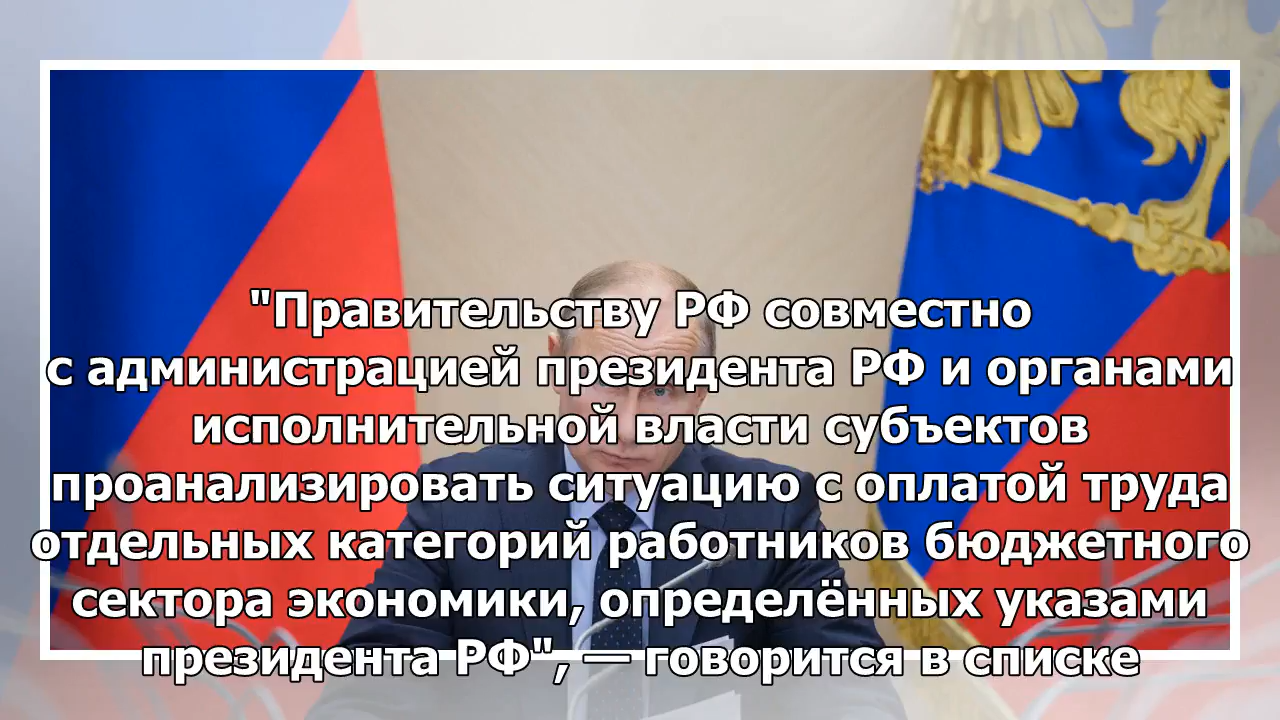 "Правительству РФ совместно
с администрацией президента РФ и органами
исполнительной власти субъектов
проанализировать ситуацию с оплатой труда
отдельных категорий работников бюджетного
сектора экономики, определённых указами
президента РФ", — говорится в списке